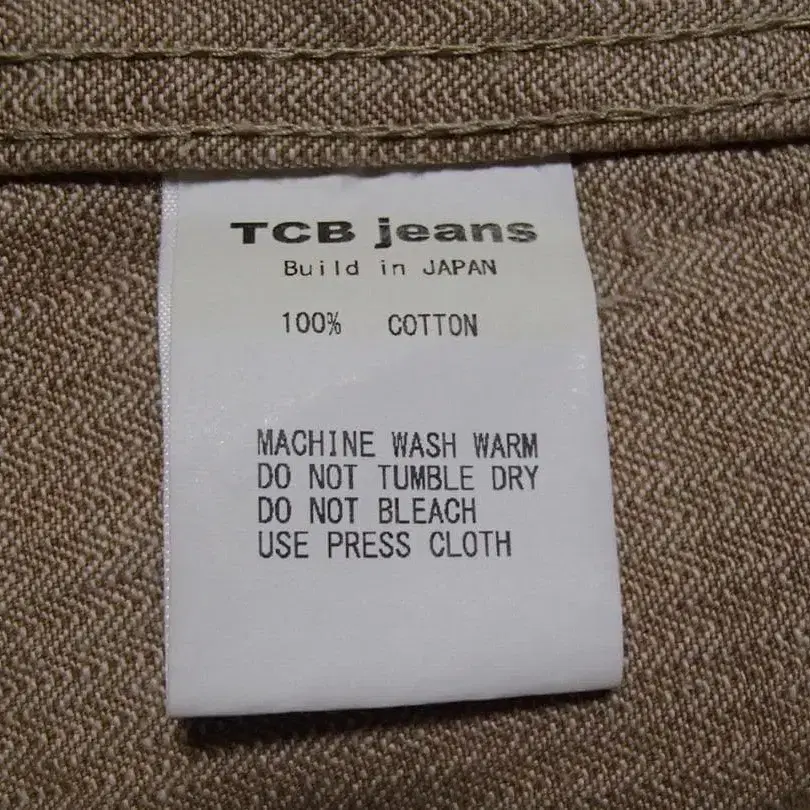 TCB jeans
Build in JAPAN
100% COTTON
MACHINE WASH WARM
DO NOT TUMBLE DRY
DO NOT BLEACH
USE PRESS CLOTH